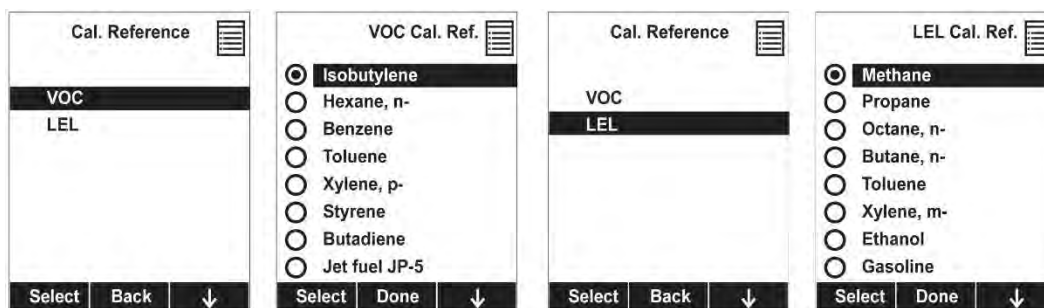 Cal. Reference
VOC
LEL
Select Back ↓
VOC Cal. Ref.
Isobutylene
Hexane, n-
Benzene
Toluene
Xylene, p-
Styrene
Butadiene
Jet fuel JP-5
Select Done ↓
Cal. Reference
VOC
LEL
Select Back ↓
LEL Cal. Ref.
Methane
Propane
Octane, n-
Butane, n-
Toluene
Xylene, m-
Ethanol
Gasoline
Select Done ↓